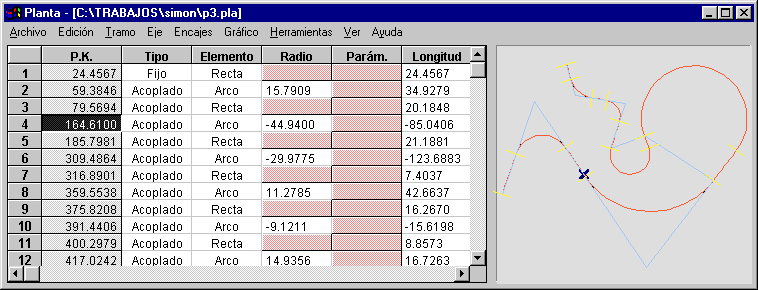 Planta - [C:\TRABAJOS\simon\p3.pla]
Archivo Edición Tramo Eje Encajes Gráfico Herramientas Ver Ayuda
P.K. Tipo Elemento Radio Parám. Longitud
1 24.4567 Fijo Recta 24.4567
2 59.3846 Acoplado Arco 15.7909 34.9279
3 79.5694 Acoplado Recta 20.1848
4 164.6100 Acoplado Arco -44.9400 -85.0406
5 185.7981 Acoplado Recta 21.1881
6 309.4864 Acoplado Arco -29.9775 -123.6883
7 316.8901 Acoplado Recta 7.4037
8 359.5538 Acoplado Arco 11.2785 42.6637
9 375.8208 Acoplado Recta 16.2670
10 391.4406 Acoplado Arco -9.1211 -15.6198
11 400.2979 Acoplado Recta 8.8573
12 417.0242 Acoplado Arco 14.9356 16.7263